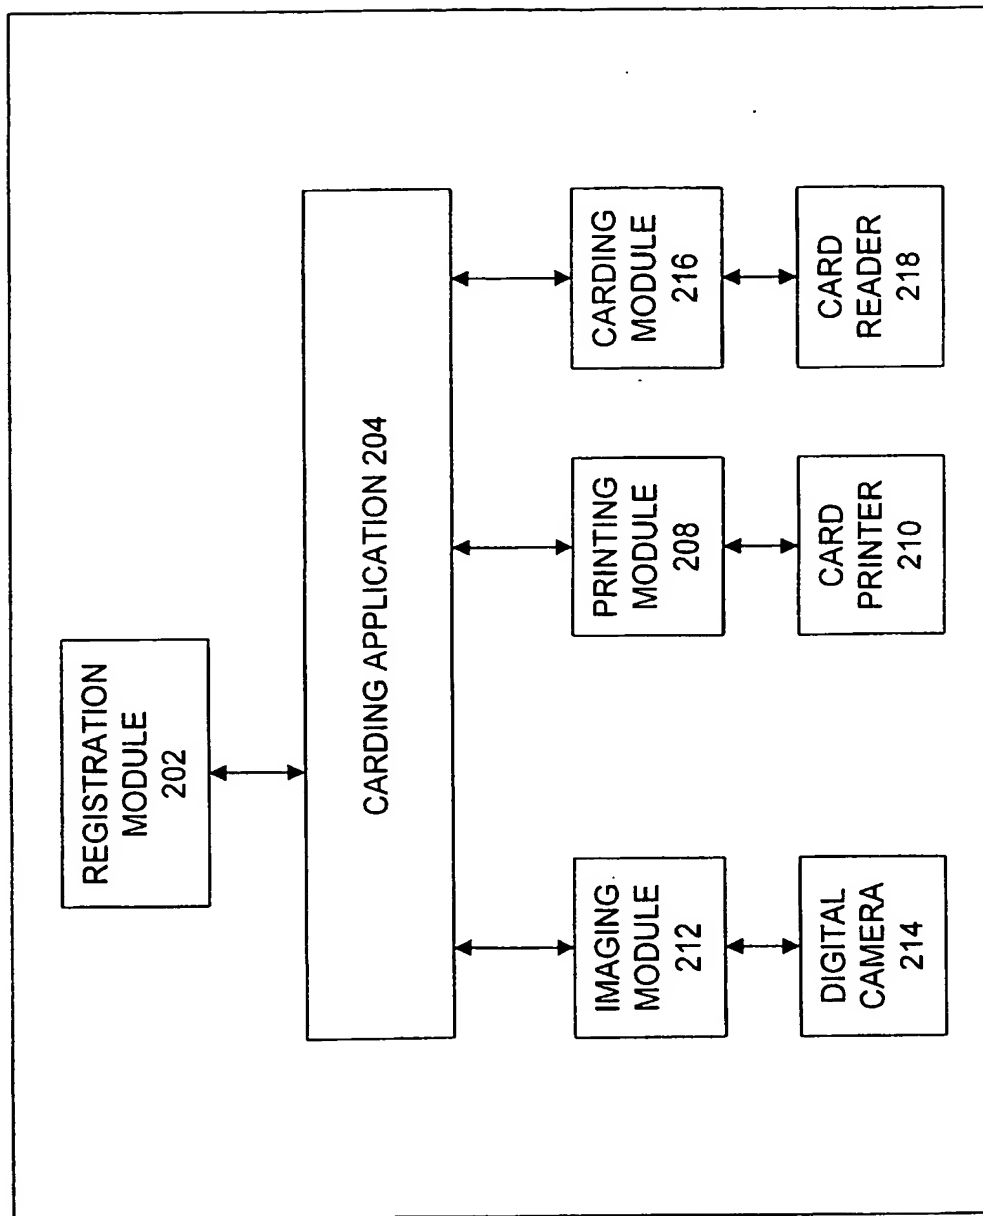 REGISTRATION
MODULE
202
CARDING APPLICATION 204
IMAGING
MODULE
212
PRINTING
MODULE
208
CARDING
MODULE
216
DIGITAL
CAMERA
214
CARD
PRINTER
210
CARD
READER
218